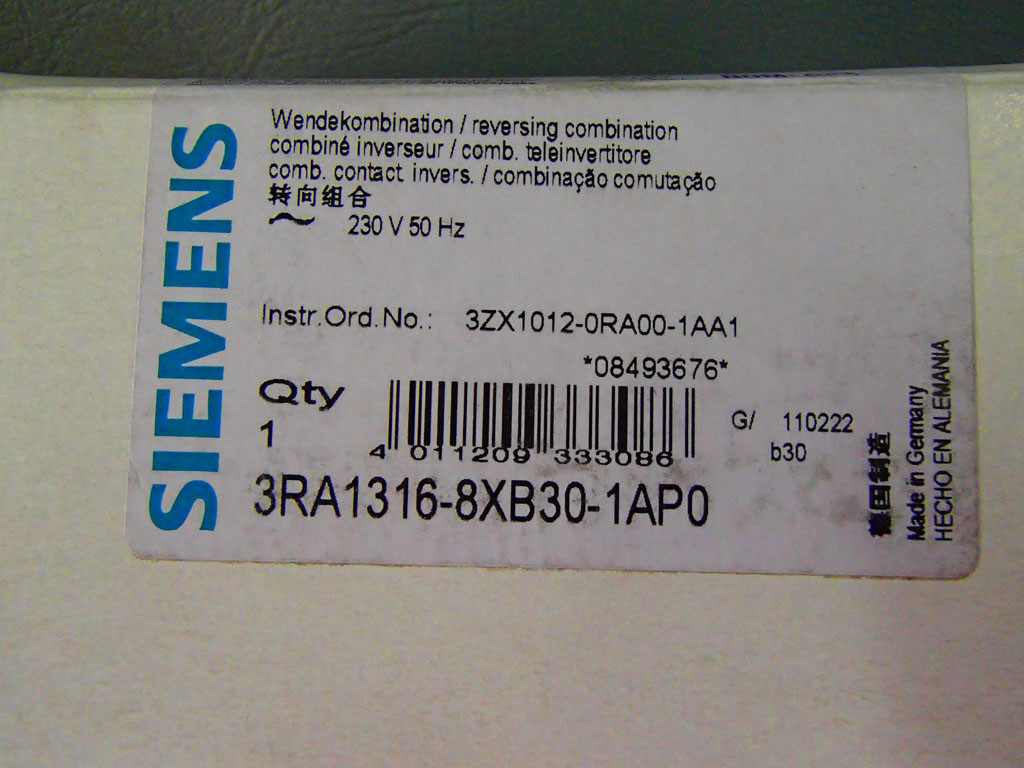 SIEMENS
Wendekombination / reversing combination
combiné inverseur / comb. teleinvertitore
comb. contact invers. / combinação comutação
转向组合
~ 230 V 50 Hz
Instr.Ord.No.: 3ZX1012-0RA00-1AA1
*08493676*
Qty
1
4 011209 333086
G/ 110222
b30
3RA1316-8XB30-1AP0
德国制造
Made in Germany
HECHO EN ALEMANIA